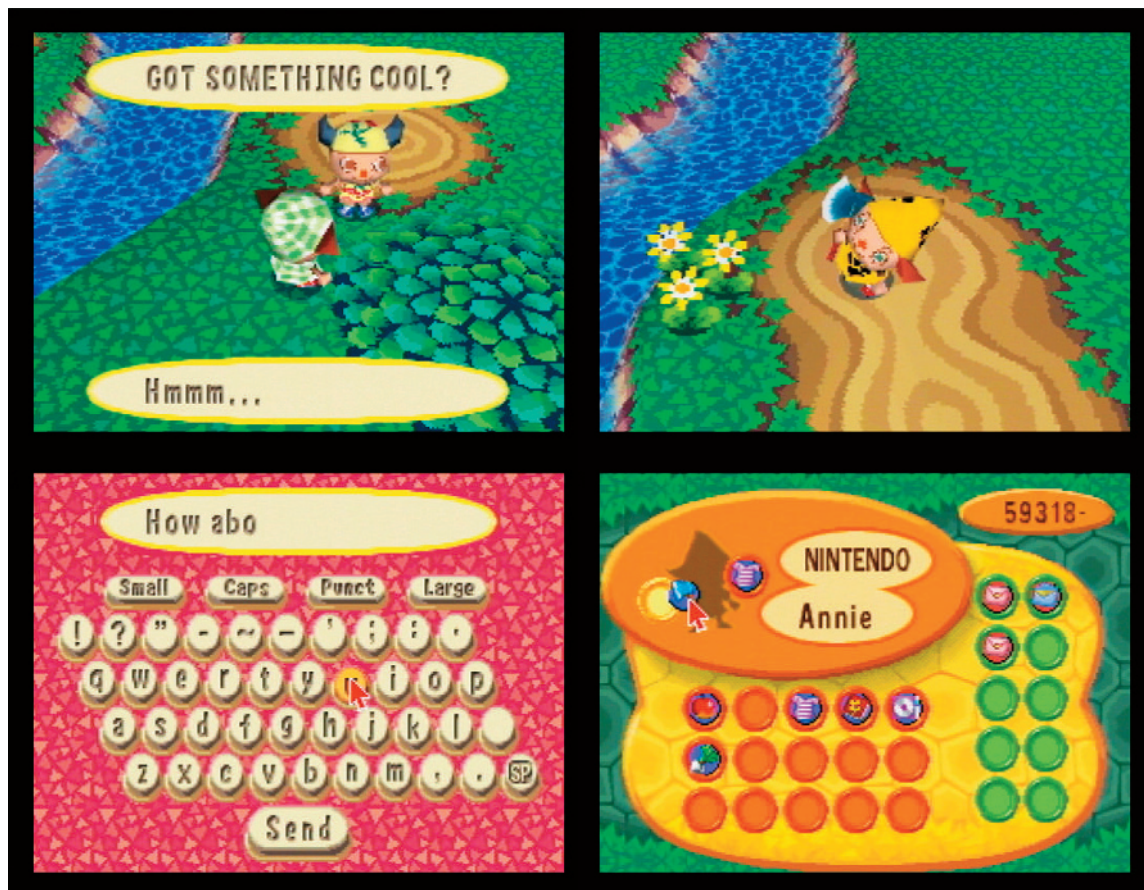 GOT SOMETHING COOL?
Hmmm...
How abo
Small Caps Punct Large
! ? " - ~ — ' ; : ·
q w e r t y u i o p
a s d f g h j k l
z x c v b n m , . SP
Send
59318-
NINTENDO
Annie